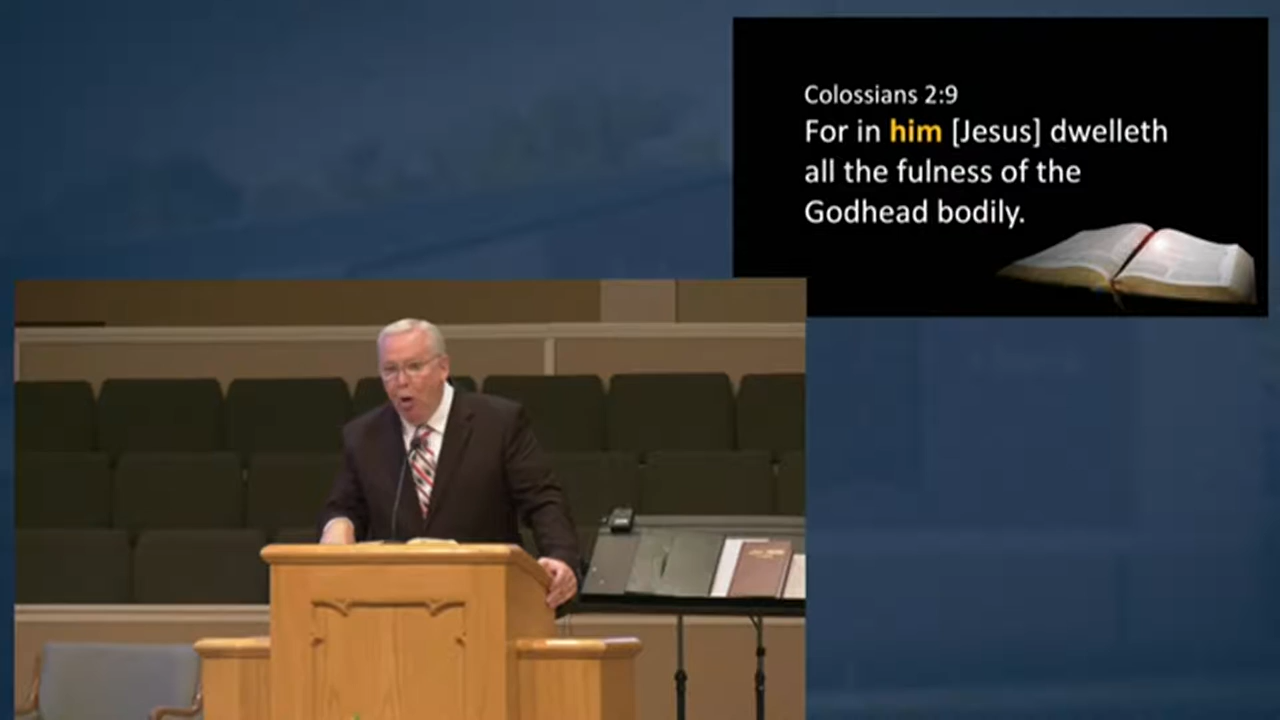 Colossians 2:9
For in him [Jesus] dwelleth
all the fulness of the
Godhead bodily.